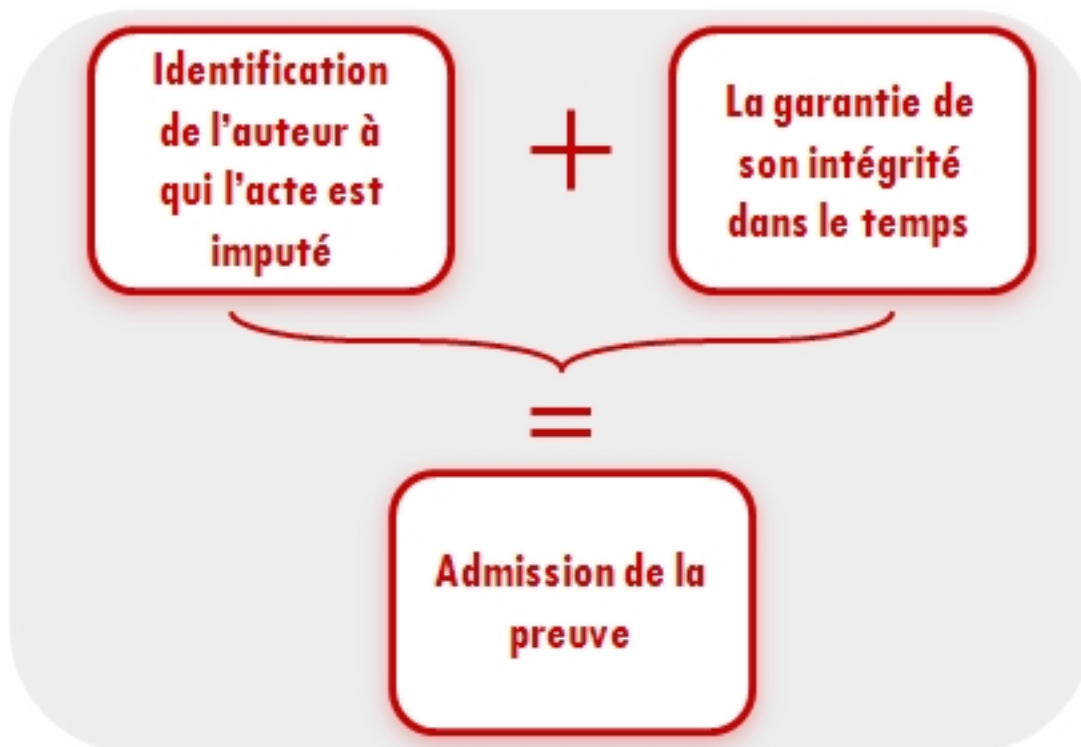 Identification
de l’auteur à
qui l’acte est
imputé
+
La garantie de
son intégrité
dans le temps
=
Admission de la
preuve